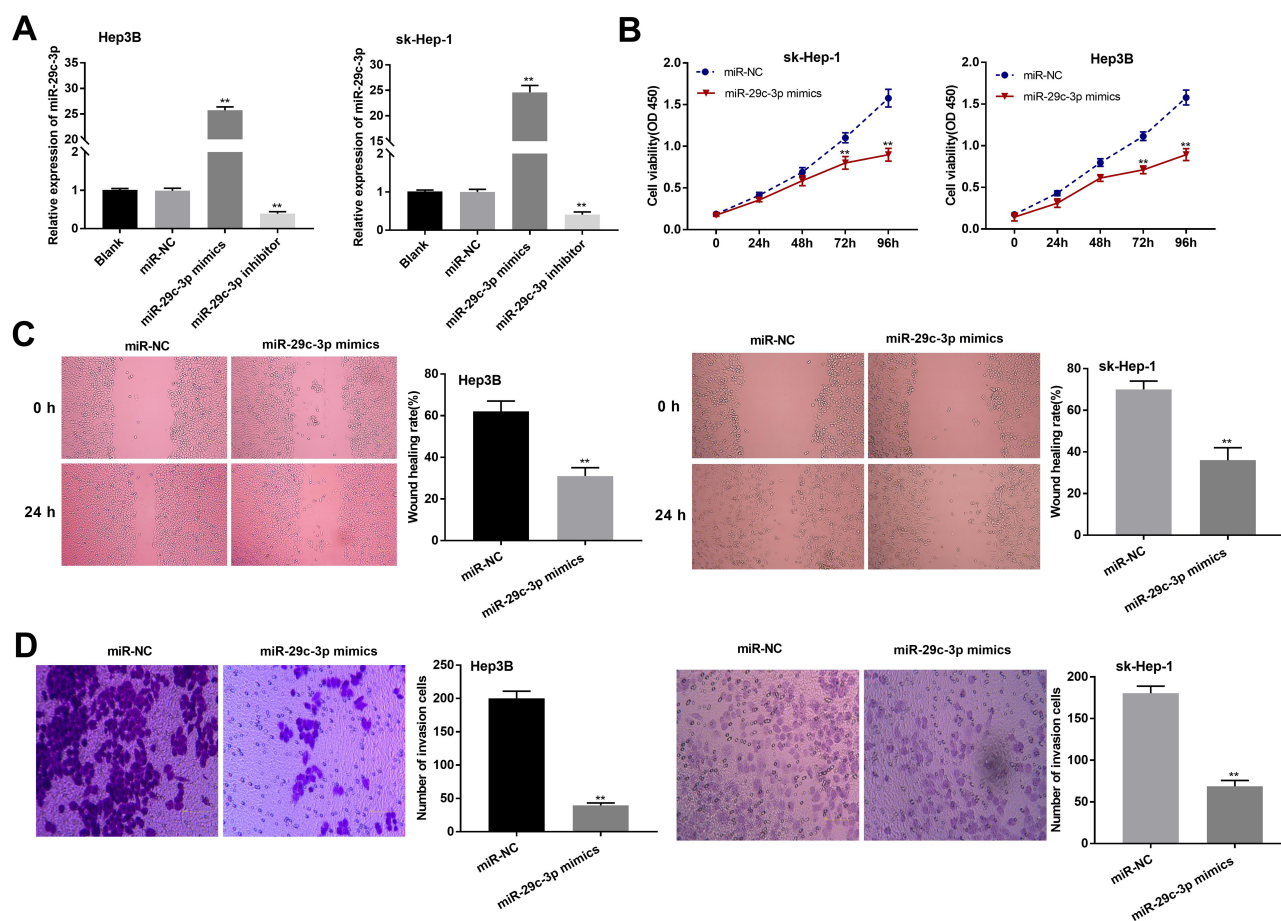 A
Hep3B
Relative expression of miR-29c-3p
30
25
20
15
2
1
0
Blank
miR-NC
miR-29c-3p mimics
miR-29c-3p inhibitor
**
**
sk-Hep-1
Relative expression of miR-29c-3p
30
25
20
15
10
2
1
0
Blank
miR-NC
miR-29c-3p mimics
miR-29c-3p inhibitor
**
**
B
sk-Hep-1
Cell viability(OD 450)
2.0
1.5
1.0
0.5
0.0
miR-NC
miR-29c-3p mimics
**
**
0 24h 48h 72h 96h
Hep3B
Cell viability(OD 450)
2.0
1.5
1.0
0.5
0.0
miR-NC
miR-29c-3p mimics
**
**
0 24h 48h 72h 96h
C
miR-NC
miR-29c-3p mimics
0 h
24 h
Hep3B
Wound healing rate(%)
80
60
40
20
0
**
miR-NC
miR-29c-3p mimics
miR-NC
miR-29c-3p mimics
0 h
24 h
sk-Hep-1
Wound healing rate(%)
80
60
40
20
0
**
miR-NC
miR-29c-3p mimics
D
miR-NC
miR-29c-3p mimics
Hep3B
Number of invasion cells
250
200
150
100
50
0
**
miR-NC
miR-29c-3p mimics
miR-NC
miR-29c-3p mimics
sk-Hep-1
Number of invasion cells
200
150
100
50
0
**
miR-NC
miR-29c-3p mimics